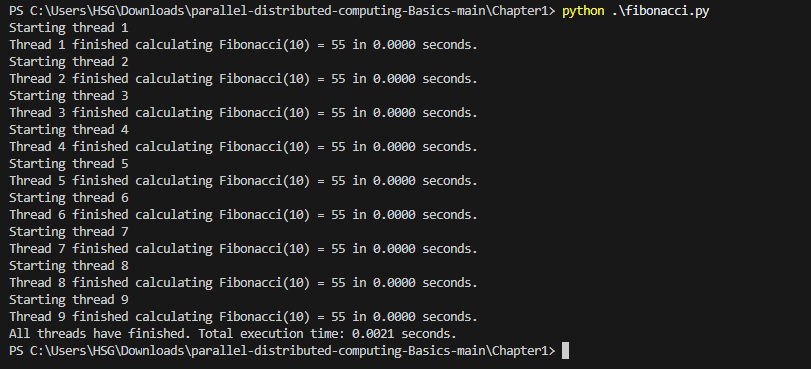 PS C:\Users\HSG\Downloads\parallel-distributed-computing-Basics-main\Chapter1> python .\fibonacci.py
Starting thread 1
Thread 1 finished calculating Fibonacci(10) = 55 in 0.0000 seconds.
Starting thread 2
Thread 2 finished calculating Fibonacci(10) = 55 in 0.0000 seconds.
Starting thread 3
Thread 3 finished calculating Fibonacci(10) = 55 in 0.0000 seconds.
Starting thread 4
Thread 4 finished calculating Fibonacci(10) = 55 in 0.0000 seconds.
Starting thread 5
Thread 5 finished calculating Fibonacci(10) = 55 in 0.0000 seconds.
Starting thread 6
Thread 6 finished calculating Fibonacci(10) = 55 in 0.0000 seconds.
Starting thread 7
Thread 7 finished calculating Fibonacci(10) = 55 in 0.0000 seconds.
Starting thread 8
Thread 8 finished calculating Fibonacci(10) = 55 in 0.0000 seconds.
Starting thread 9
Thread 9 finished calculating Fibonacci(10) = 55 in 0.0000 seconds.
All threads have finished. Total execution time: 0.0021 seconds.
PS C:\Users\HSG\Downloads\parallel-distributed-computing-Basics-main\Chapter1>